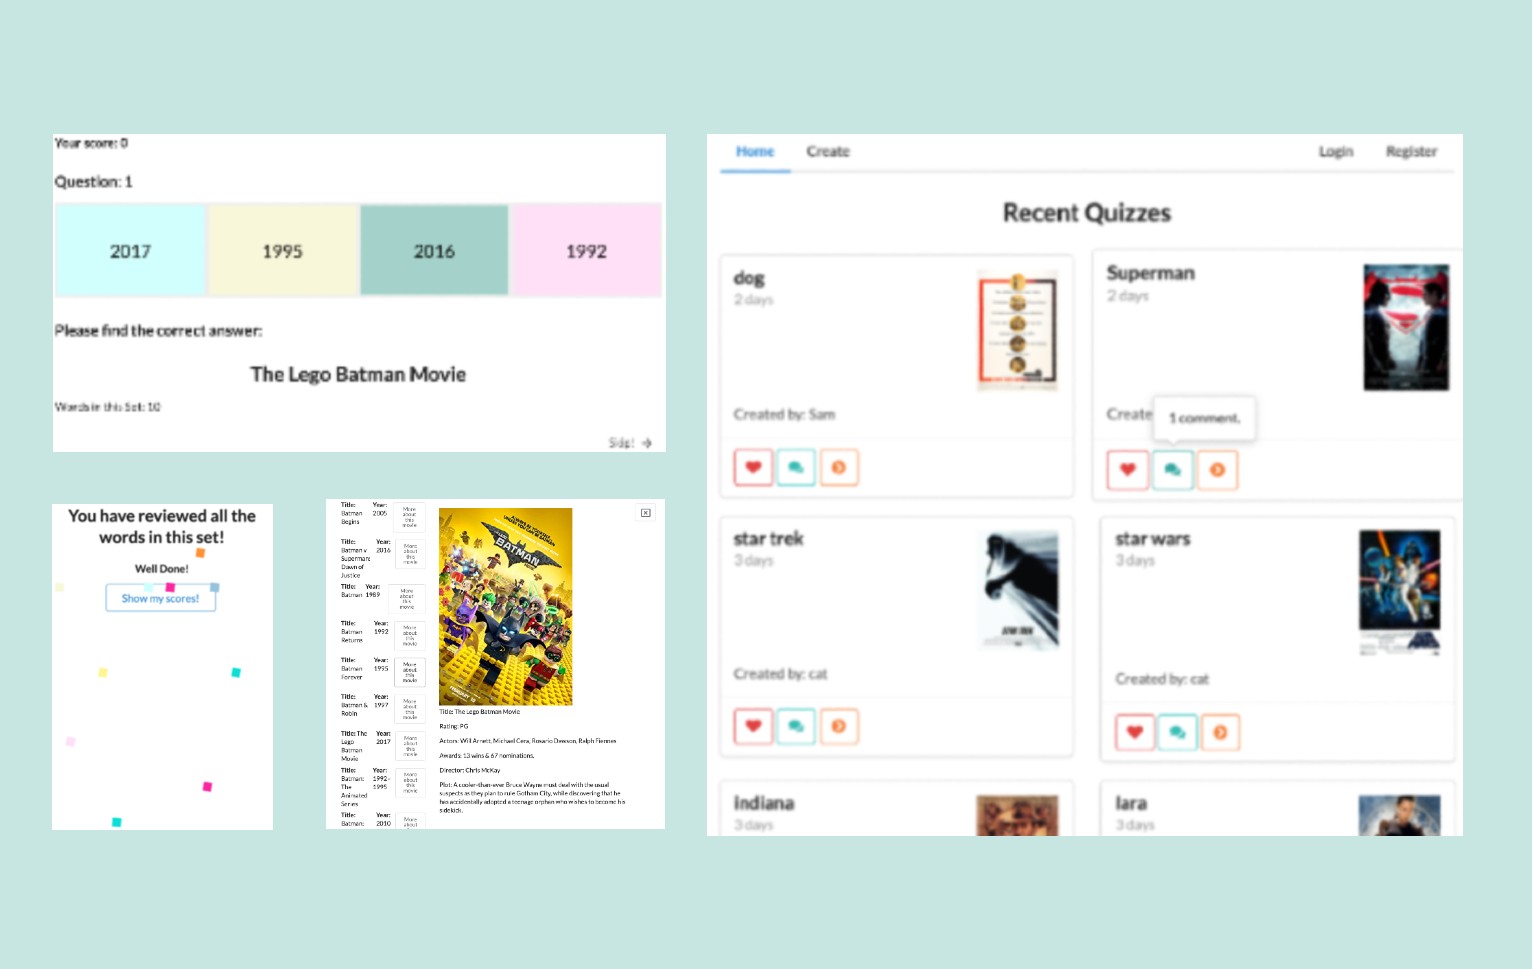 Your score: 0
Question: 1
2017 1995 2016 1992
Please find the correct answer:
The Lego Batman Movie
Words in this Set: 10
Skip!
You have reviewed all the
words in this set!
Well Done!
Show my scores!
Title: Batman Begins
Year: 2005
More about this movie
Title: Batman v Superman: Dawn of Justice
Year: 2016
More about this movie
Title: Batman
Year: 1989
More about this movie
Title: Batman Returns
Year: 1992
More about this movie
Title: Batman Forever
Year: 1995
More about this movie
Title: Batman & Robin
Year: 1997
More about this movie
Title: The Lego Batman Movie
Year: 2017
More about this movie
Title: Batman: The Animated Series
Year: 1992-1995
More about this movie
Title: Batman:
Year: 2010
More about
BATMAN
Title: The Lego Batman Movie
Rating: PG
Actors: Will Arnett, Michael Cera, Rosario Dawson, Ralph Fiennes
Awards: 13 wins & 67 nominations.
Director: Chris McKay
Plot: A cooler-than-ever Bruce Wayne must deal with the usual
suspects as they plan to rule Gotham City, while discovering that he
has accidentally adopted a teenage orphan who wishes to become his
sidekick.
Home Create Login Register
Recent Quizzes
dog
2 days
Created by: Sam
Superman
2 days
Create
1 comment.
star trek
3 days
Created by: cat
star wars
3 days
Created by: cat
indiana
3 days
lara
3 days